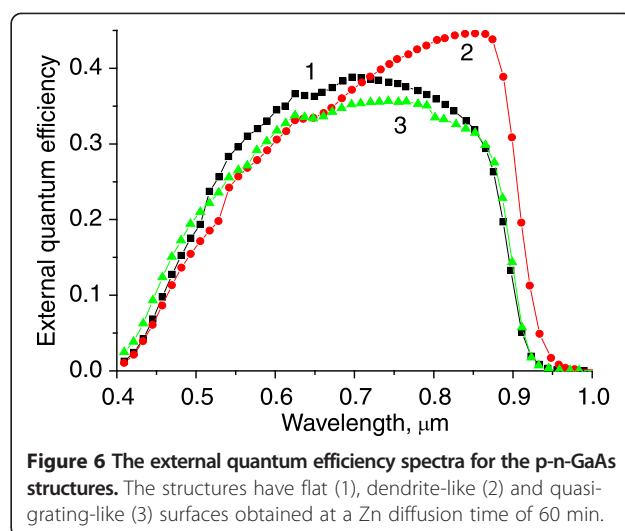 External quantum efficiency
0.4
0.3
0.2
0.1
0.0
1
2
3
0.4 0.5 0.6 0.7 0.8 0.9 1.0
Wavelength, μm
Figure 6 The external quantum efficiency spectra for the p-n-GaAs
structures. The structures have flat (1), dendrite-like (2) and quasi-
grating-like (3) surfaces obtained at a Zn diffusion time of 60 min.